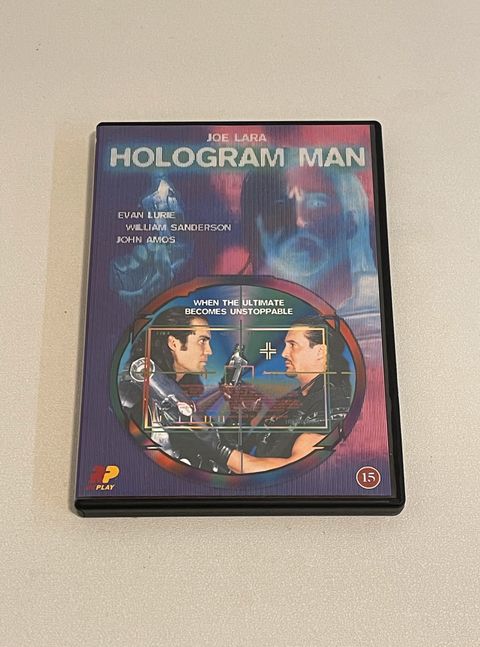 JOE LARA
HOLOGRAM MAN
EVAN LURIE
WILLIAM SANDERSON
JOHN AMOS
WHEN THE ULTIMATE
BECOMES UNSTOPPABLE
PLAY
15